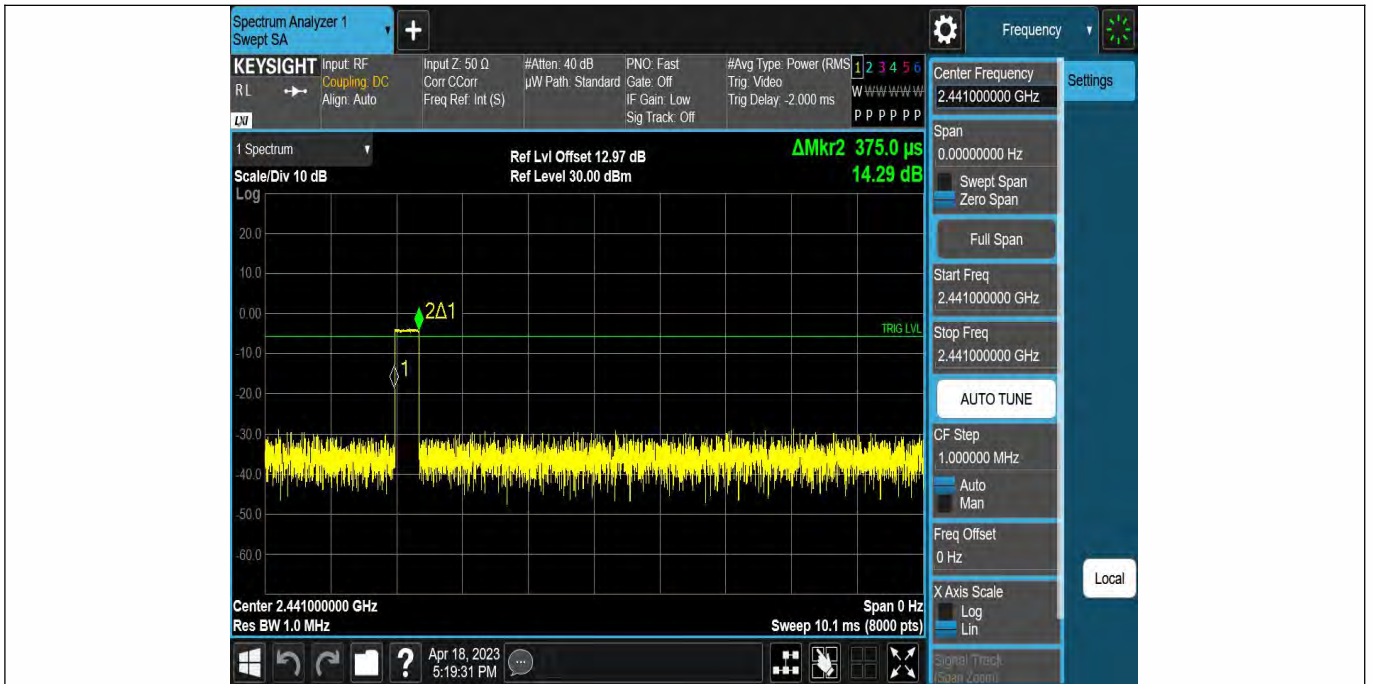 Spectrum Analyzer 1
Swept SA
+
Frequency
KEYSIGHT
RL
LXI
Input: RF
Coupling: DC
Align: Auto
Input Z: 50 Ω
Corr CCorr
Freq Ref: Int (S)
#Atten: 40 dB
µW Path: Standard
PNO: Fast
Gate: Off
IF Gain: Low
Sig Track: Off
#Avg Type: Power (RMS
Trig: Video
Trig Delay: -2.000 ms
1 2 3 4 5 6
W W W W W W
P P P P P P
1 Spectrum
Scale/Div 10 dB
Ref Lvl Offset 12.97 dB
Ref Level 30.00 dBm
ΔMkr2 375.0 µs
14.29 dB
Log
20.0
10.0
0.00
-10.0
-20.0
-30.0
-40.0
-50.0
-60.0
2Δ1
1
TRIG LVL
Center 2.441000000 GHz
Res BW 1.0 MHz
Span 0 Hz
Sweep 10.1 ms (8000 pts)
Center Frequency
2.441000000 GHz
Settings
Span
0.00000000 Hz
Swept Span
Zero Span
Full Span
Start Freq
2.441000000 GHz
Stop Freq
2.441000000 GHz
AUTO TUNE
CF Step
1.000000 MHz
Auto
Man
Freq Offset
0 Hz
X Axis Scale
Log
Lin
Signal Track
(Span Zoom)
Local
?
Apr 18, 2023
5:19:31 PM